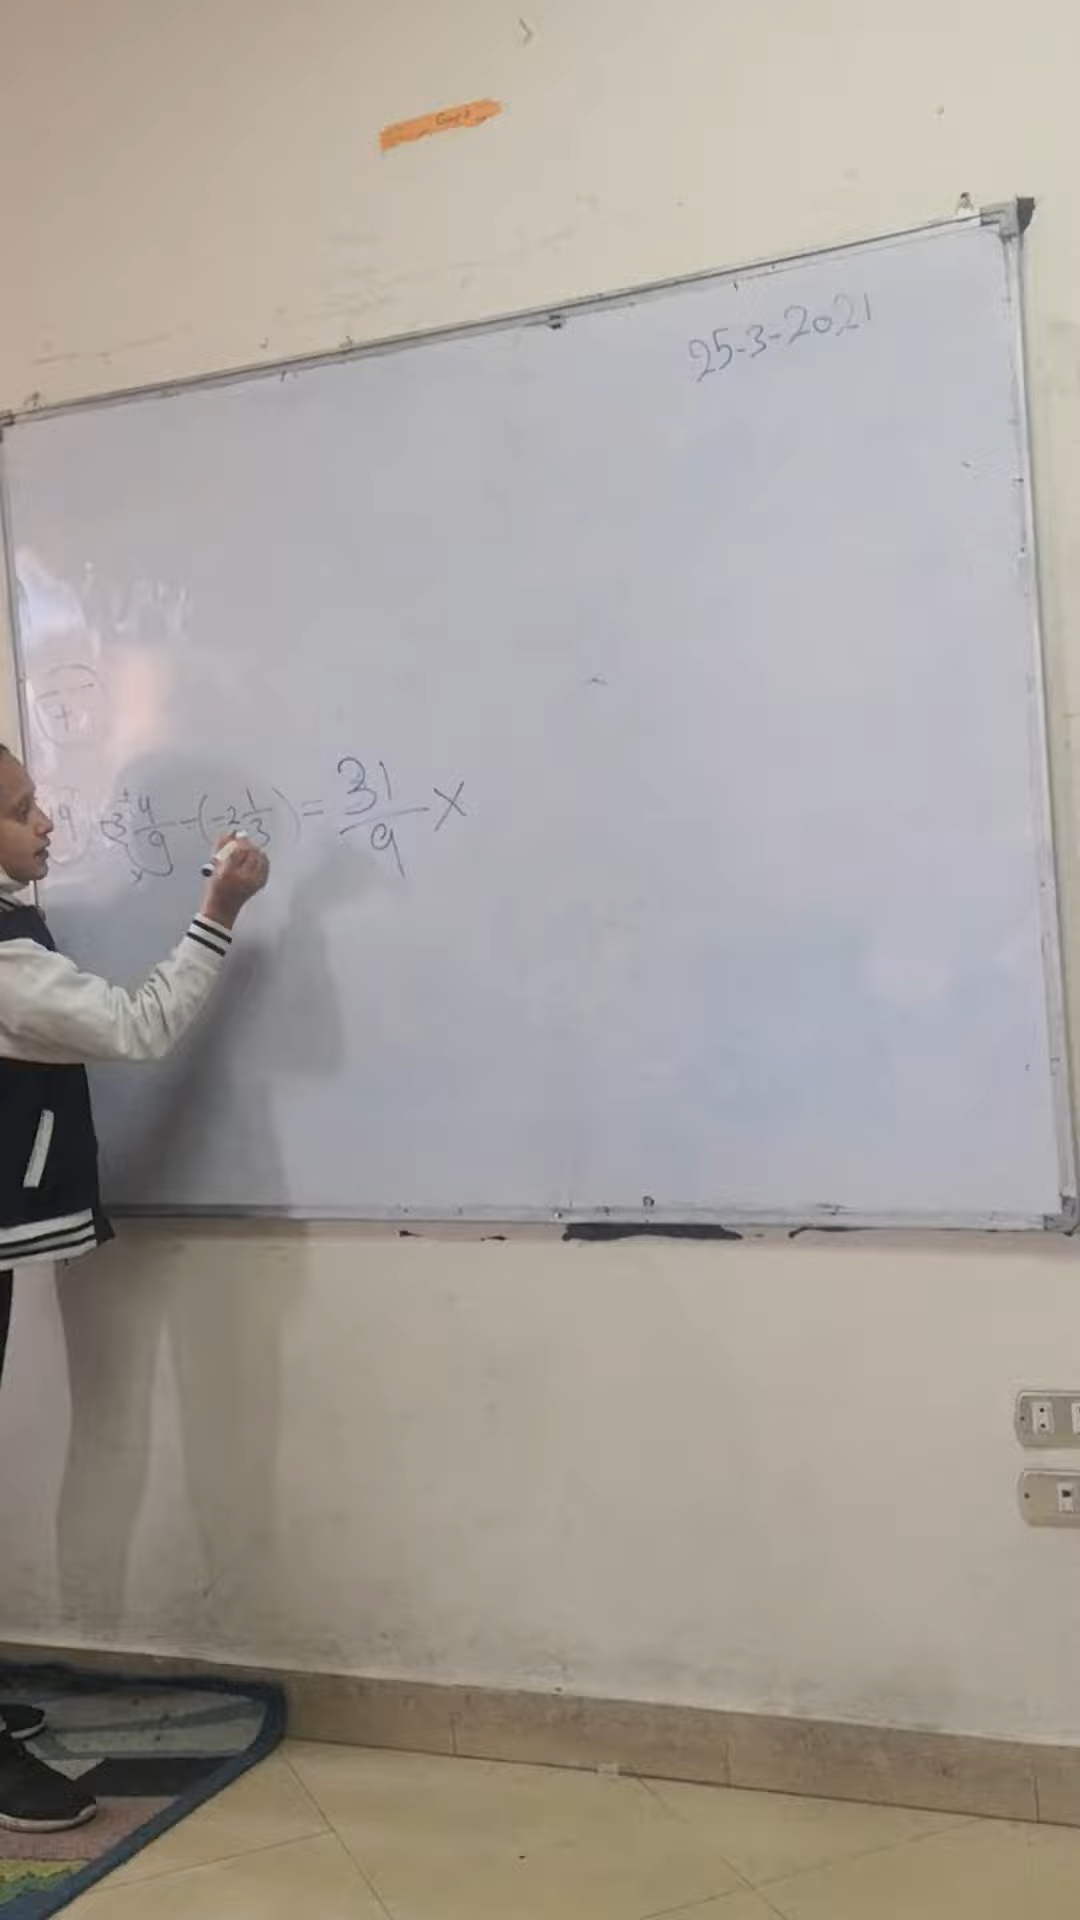 25-3-2021
-3 4/9 - (-2 1/3) = 31/9 X